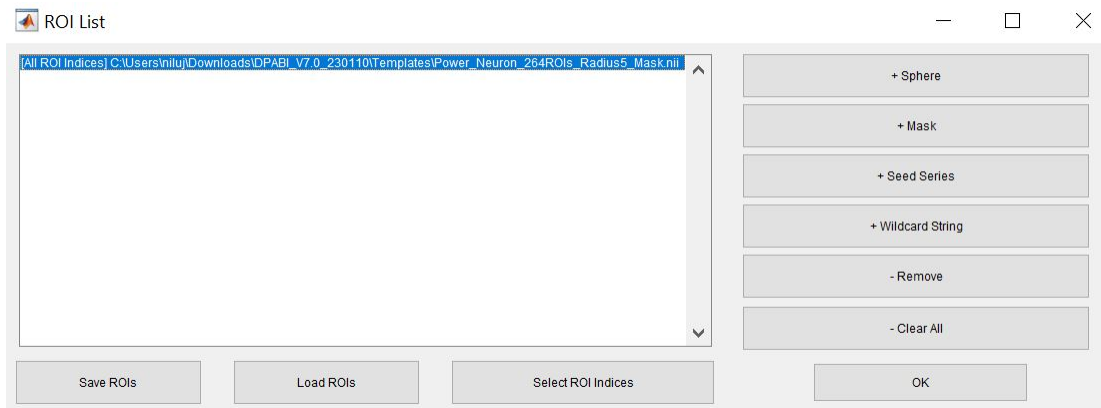 ROI List
[All ROI Indices] C:\Users\niluj\Downloads\DPABI_V7.0_230110\Templates\Power_Neuron_264ROIs_Radius5_Mask.nii
+ Sphere
+ Mask
+ Seed Series
+ Wildcard String
- Remove
- Clear All
Save ROIs
Load ROIs
Select ROI Indices
OK